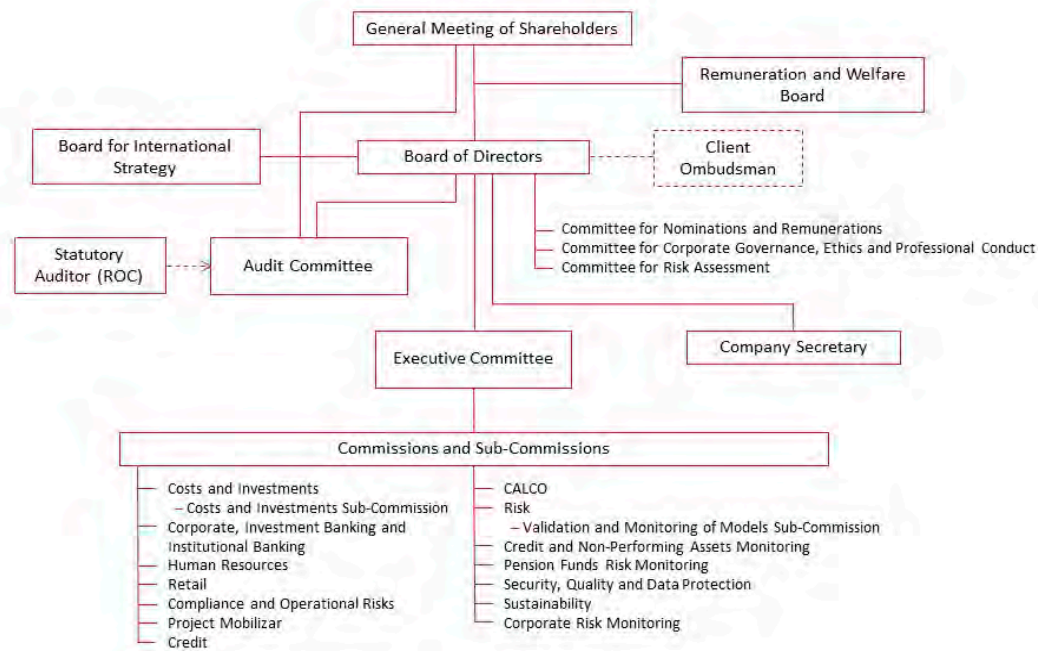 General Meeting of Shareholders
Remuneration and Welfare
Board
Board for International
Strategy
Board of Directors
Client
Ombudsman
Committee for Nominations and Remunerations
Committee for Corporate Governance, Ethics and Professional Conduct
Committee for Risk Assessment
Statutory
Auditor (ROC)
Audit Committee
Executive Committee
Company Secretary
Commissions and Sub-Commissions
Costs and Investments
– Costs and Investments Sub-Commission
Corporate, Investment Banking and
Institutional Banking
Human Resources
Retail
Compliance and Operational Risks
Project Mobilizar
Credit
CALCO
Risk
– Validation and Monitoring of Models Sub-Commission
Credit and Non-Performing Assets Monitoring
Pension Funds Risk Monitoring
Security, Quality and Data Protection
Sustainability
Corporate Risk Monitoring